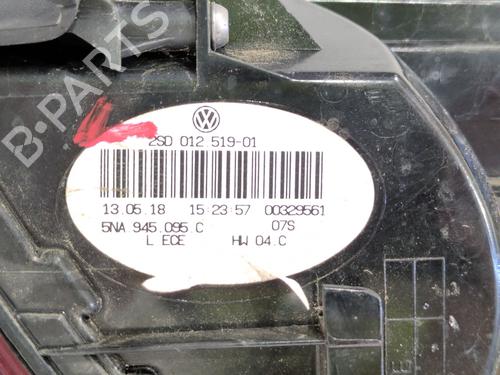 B-PARTS
2SD 012 519-01
13.05.18 15:23:57 00329561
5NA.945.095.C 07S
L ECE HW 04.C